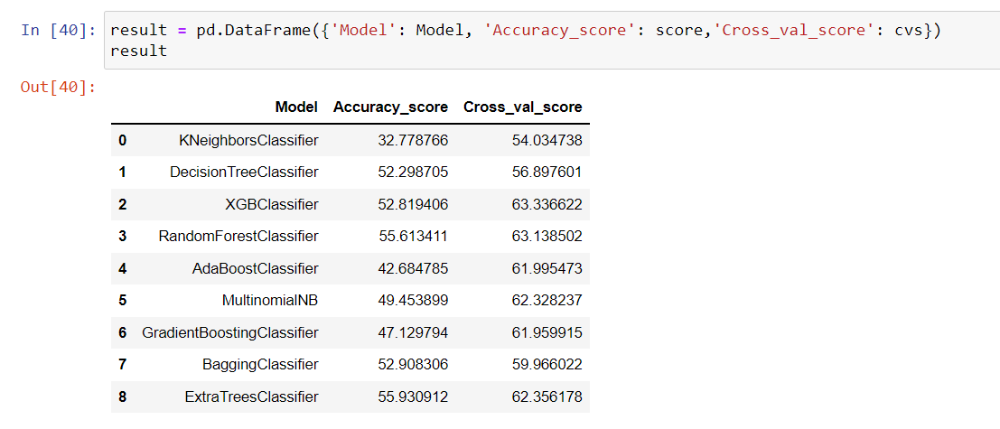 In [40]: result = pd.DataFrame({'Model': Model, 'Accuracy_score': score,'Cross_val_score': cvs})
result
Out[40]:
Model Accuracy_score Cross_val_score
0 KNeighborsClassifier 32.778766 54.034738
1 DecisionTreeClassifier 52.298705 56.897601
2 XGBClassifier 52.819406 63.336622
3 RandomForestClassifier 55.613411 63.138502
4 AdaBoostClassifier 42.684785 61.995473
5 MultinomialNB 49.453899 62.328237
6 GradientBoostingClassifier 47.129794 61.959915
7 BaggingClassifier 52.908306 59.966022
8 ExtraTreesClassifier 55.930912 62.356178